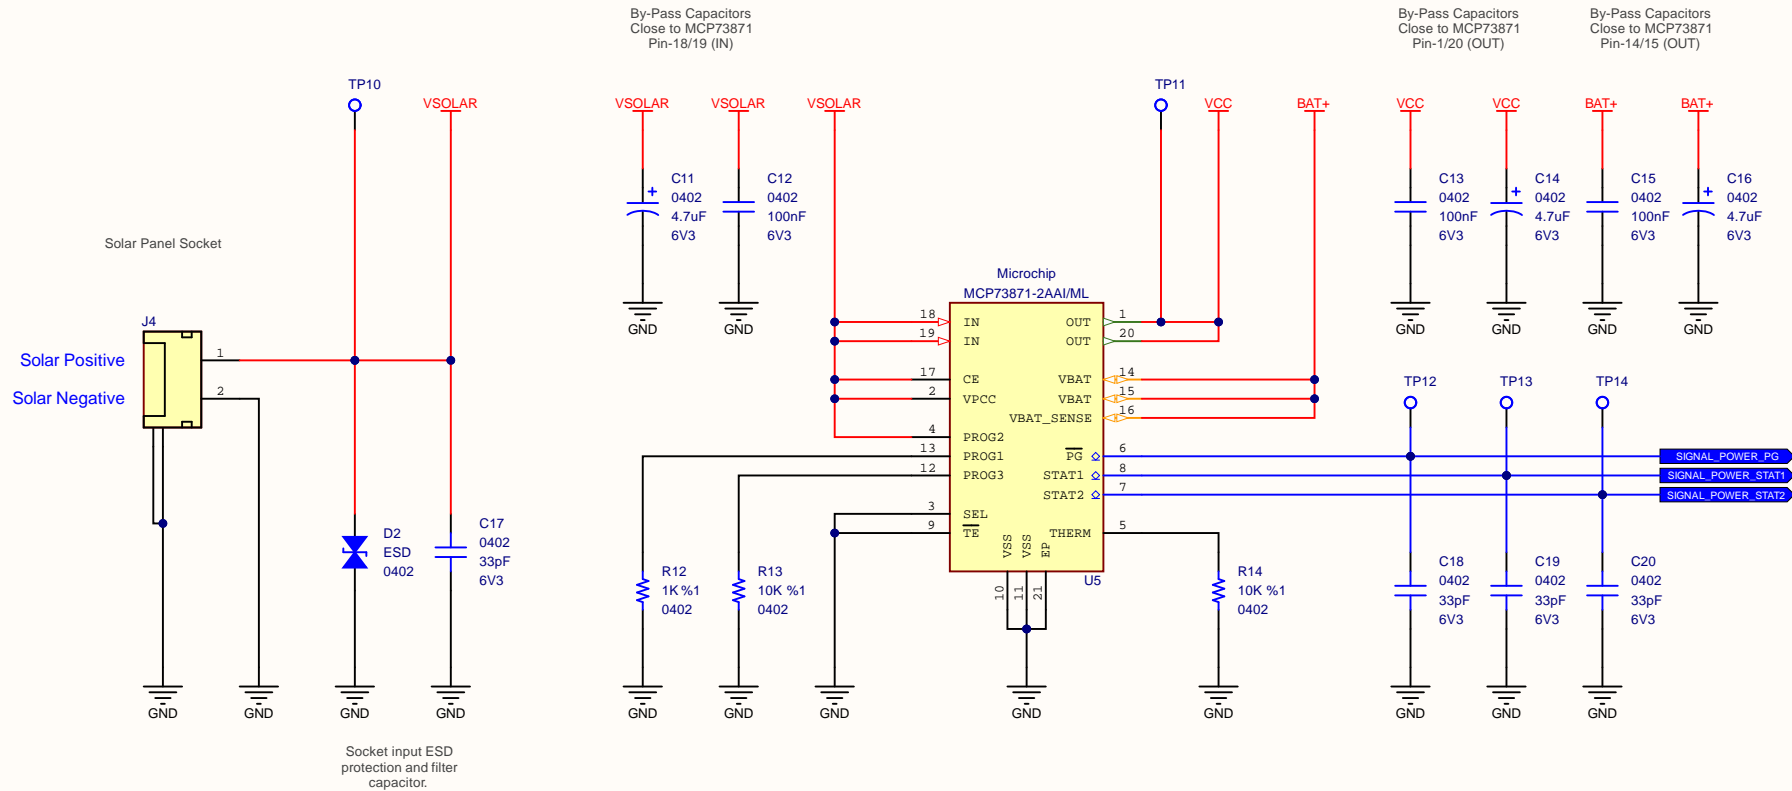 By-Pass Capacitors
Close to MCP73871
Pin-18/19 (IN)
By-Pass Capacitors
Close to MCP73871
Pin-1/20 (OUT)
By-Pass Capacitors
Close to MCP73871
Pin-14/15 (OUT)
TP10
VSOLAR
VSOLAR
VSOLAR
VSOLAR
TP11
VCC
BAT+
VCC
VCC
BAT+
BAT+
C11
0402
4.7uF
6V3
C12
0402
100nF
6V3
C13
0402
100nF
6V3
C14
0402
4.7uF
6V3
C15
0402
100nF
6V3
C16
0402
4.7uF
6V3
GND
GND
GND
GND
GND
GND
Solar Panel Socket
J4
Solar Positive
1
Solar Negative
2
Microchip
MCP73871-2AAI/ML
18
IN
19
IN
17
CE
2
VPCC
4
PROG2
13
PROG1
12
PROG3
3
SEL
9
TE
OUT
1
OUT
20
VBAT
14
VBAT
15
VBAT_SENSE
16
PG
6
STAT1
8
STAT2
7
THERM
5
VSS
VSS
EP
10
11
21
U5
TP12
TP13
TP14
SIGNAL_POWER_PG
SIGNAL_POWER_STAT1
SIGNAL_POWER_STAT2
D2
ESD
0402
C17
0402
33pF
6V3
R12
1K %1
0402
R13
10K %1
0402
R14
10K %1
0402
C18
0402
33pF
6V3
C19
0402
33pF
6V3
C20
0402
33pF
6V3
GND
GND
GND
GND
GND
GND
GND
GND
GND
GND
GND
GND
Socket input ESD
protection and filter
capacitor.